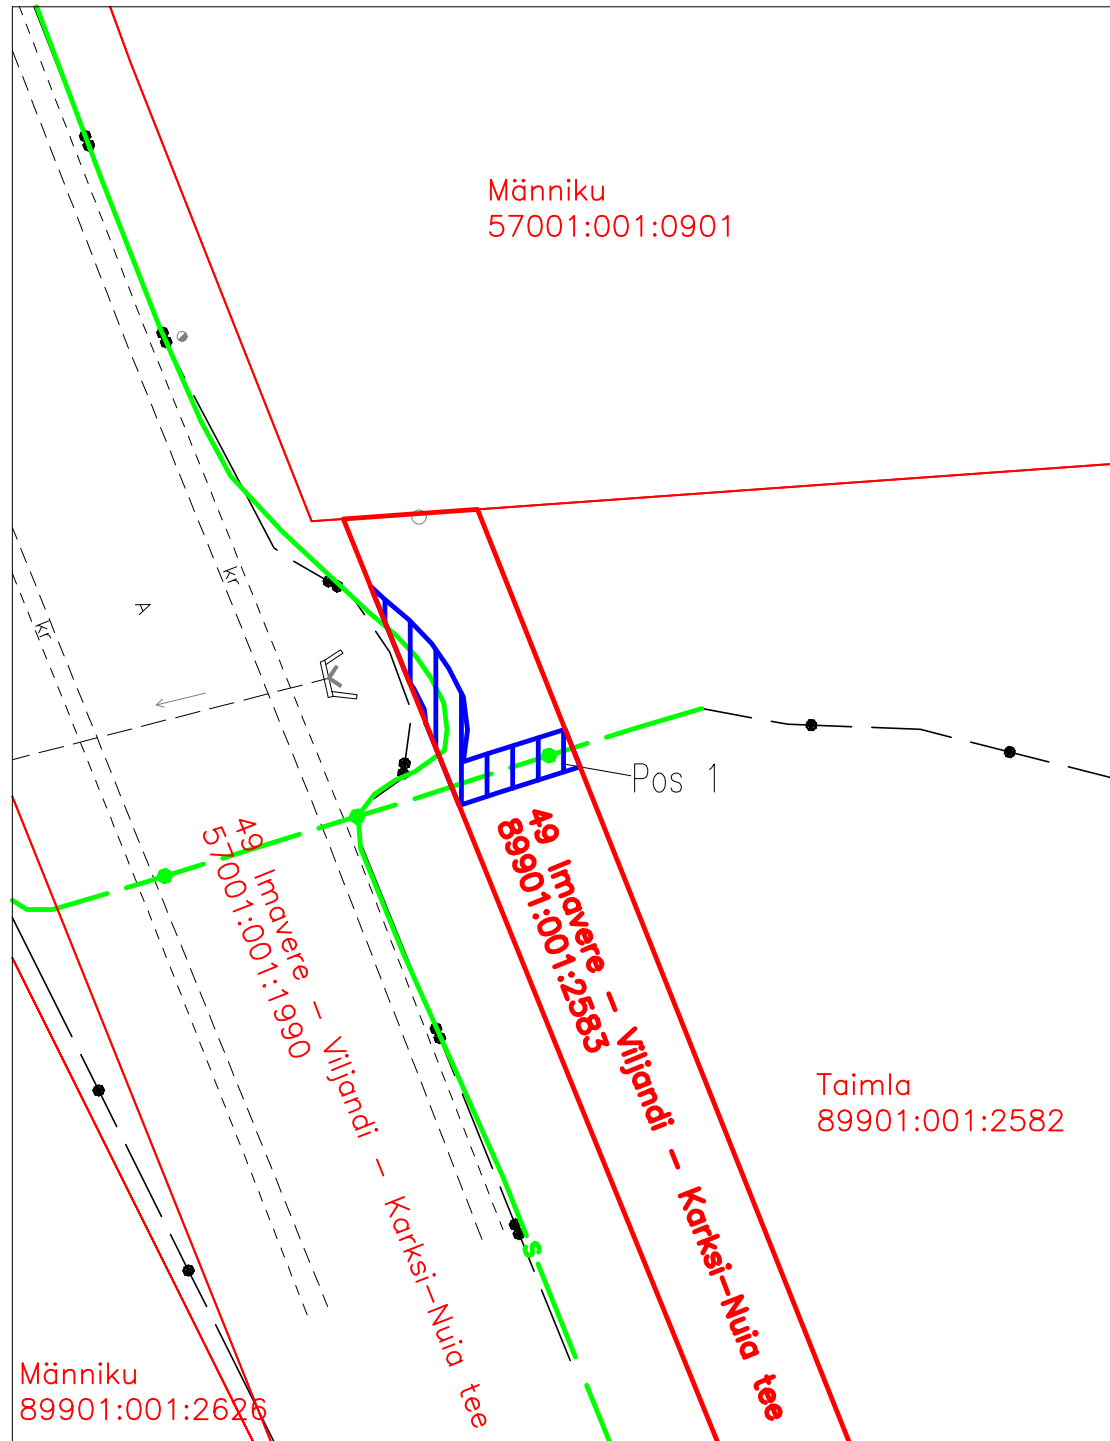 Männiku
57001:001:0901
kr
A
kr
Pos 1
49 Imavere - Viljandi - Karksi-Nuia tee
57001:001:1990
49 Imavere - Viljandi - Karksi-Nuia tee
89901:001:2583
Taimla
89901:001:2582
S
Männiku
89901:001:2626